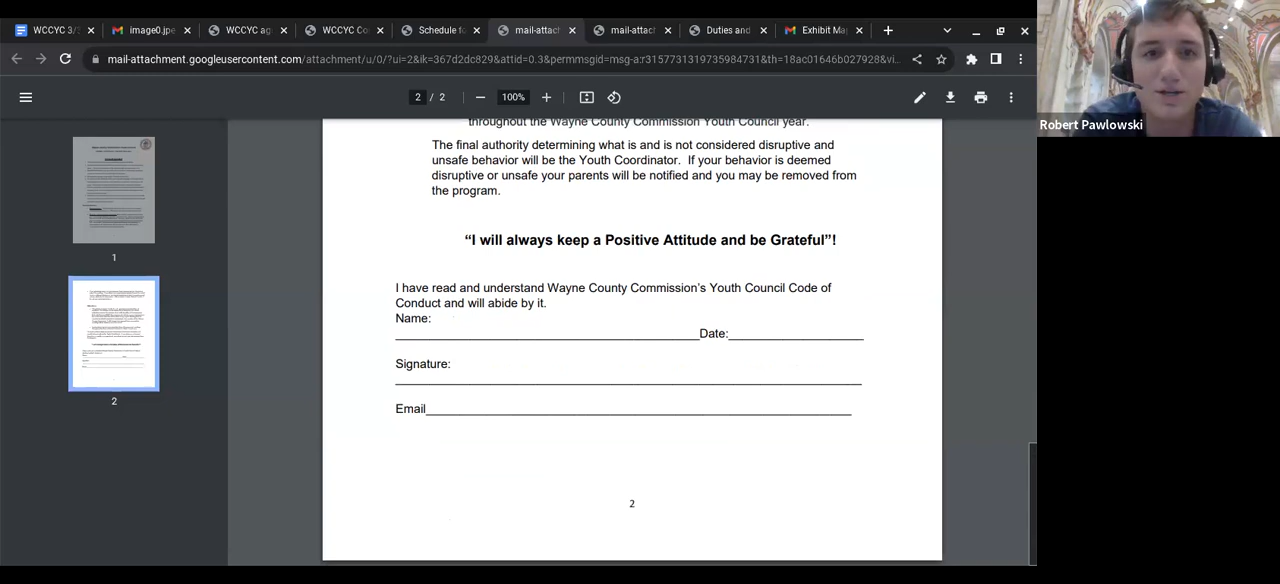 WCCYC 3/
image0.jpe
WCCYC ag
WCCYC Co
Schedule fo
mail-attach
mail-attach
Duties and
Exhibit Ma
mail-attachment.googleusercontent.com/attachment/u/0/?ui=2&ik=367d2dc829&attid=0.3&permmsgid=msg-a:r3157731319735984731&th=18ac01646b027928&vi...
2 / 2
100%
Robert Pawlowski
1
2
throughout the Wayne County Commission Youth Council year.
The final authority determining what is and is not considered disruptive and
unsafe behavior will be the Youth Coordinator. If your behavior is deemed
disruptive or unsafe your parents will be notified and you may be removed from
the program.
“I will always keep a Positive Attitude and be Grateful”!
I have read and understand Wayne County Commission’s Youth Council Code of
Conduct and will abide by it.
Name:
Date:
Signature:
Email
2